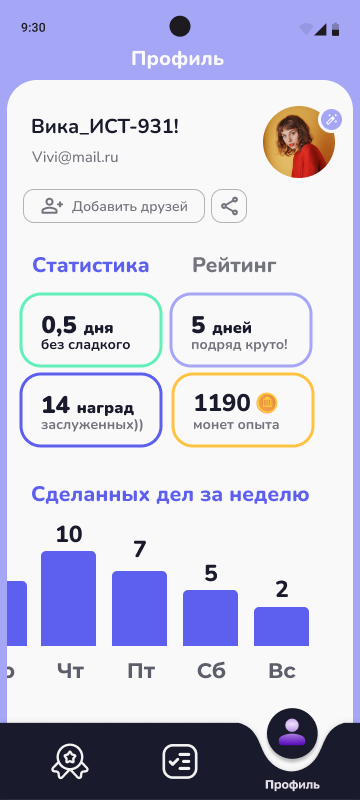 9:30
Профиль
Вика_ИСТ-931!
Vivi@mail.ru
Добавить друзей
Статистика Рейтинг
0,5 дня
без сладкого
5 дней
подряд круто!
14 наград
заслуженных))
1190
монет опыта
Сделанных дел за неделю
10 7 5 2
Чт Пт Сб Вс
Профиль